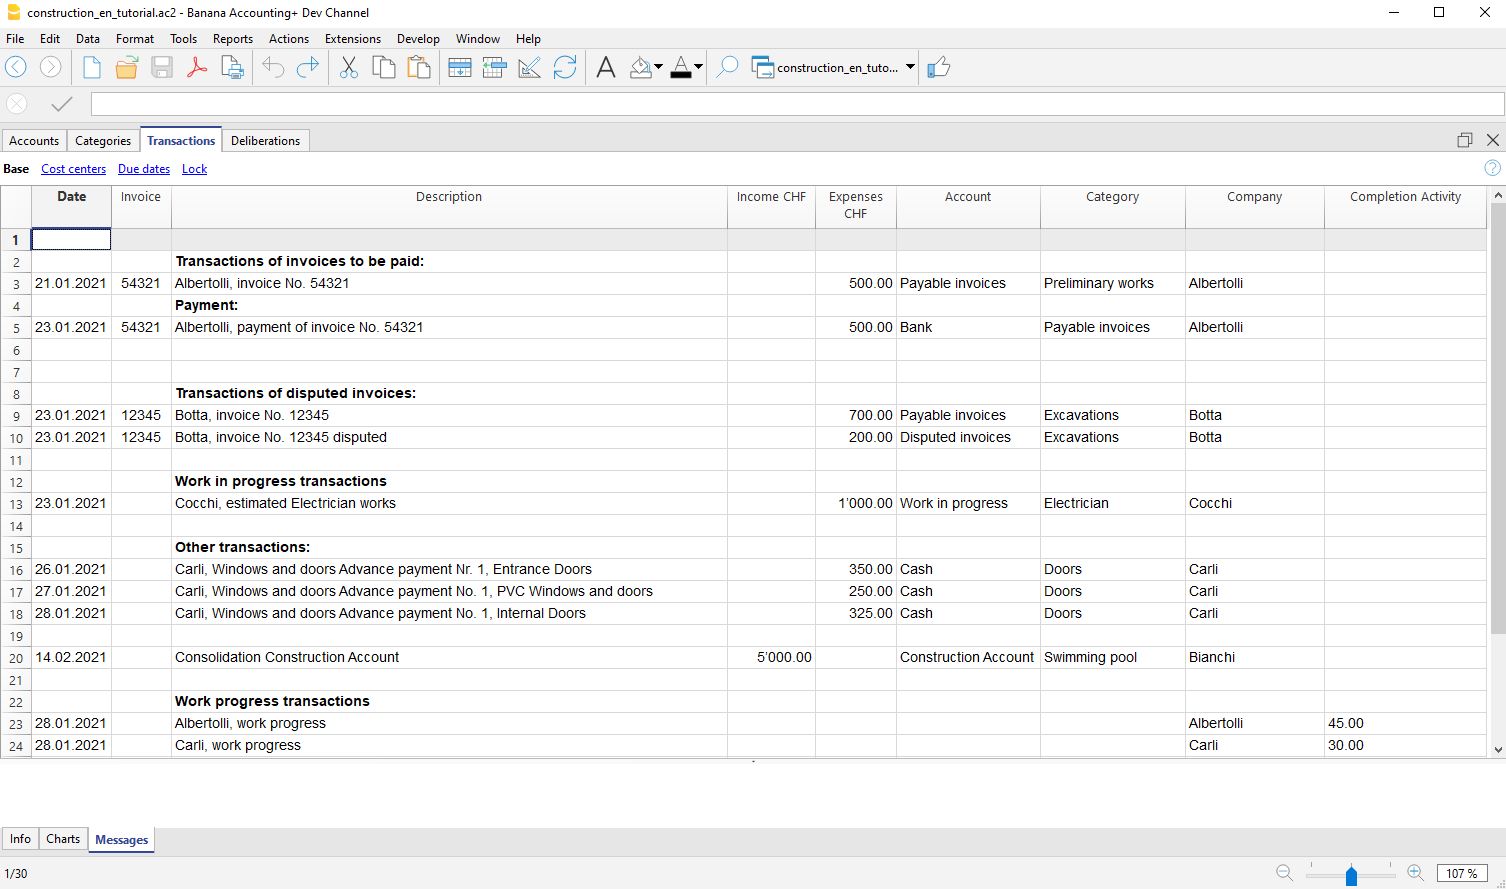 construction_en_tutorial.ac2 - Banana Accounting+ Dev Channel
File Edit Data Format Tools Reports Actions Extensions Develop Window Help
construction_en_tuto...
Accounts Categories Transactions Deliberations
Base Cost centers Due dates Lock
Date Invoice Description Income CHF Expenses CHF Account Category Company Completion Activity
1
2 Transactions of invoices to be paid:
3 21.01.2021 54321 Albertolli, invoice No. 54321 500.00 Payable invoices Preliminary works Albertolli
4 Payment:
5 23.01.2021 54321 Albertolli, payment of invoice No. 54321 500.00 Bank Payable invoices Albertolli
6
7
8 Transactions of disputed invoices:
9 23.01.2021 12345 Botta, invoice No. 12345 700.00 Payable invoices Excavations Botta
10 23.01.2021 12345 Botta, invoice No. 12345 disputed 200.00 Disputed invoices Excavations Botta
11
12 Work in progress transactions
13 23.01.2021 Cocchi, estimated Electrician works 1'000.00 Work in progress Electrician Cocchi
14
15 Other transactions:
16 26.01.2021 Carli, Windows and doors Advance payment Nr. 1, Entrance Doors 350.00 Cash Doors Carli
17 27.01.2021 Carli, Windows and doors Advance payment No. 1, PVC Windows and doors 250.00 Cash Doors Carli
18 28.01.2021 Carli, Windows and doors Advance payment No. 1, Internal Doors 325.00 Cash Doors Carli
19
20 14.02.2021 Consolidation Construction Account 5'000.00 Construction Account Swimming pool Bianchi
21
22 Work progress transactions
23 28.01.2021 Albertolli, work progress Albertolli 45.00
24 28.01.2021 Carli, work progress Carli 30.00
Info Charts Messages
1/30 107 %